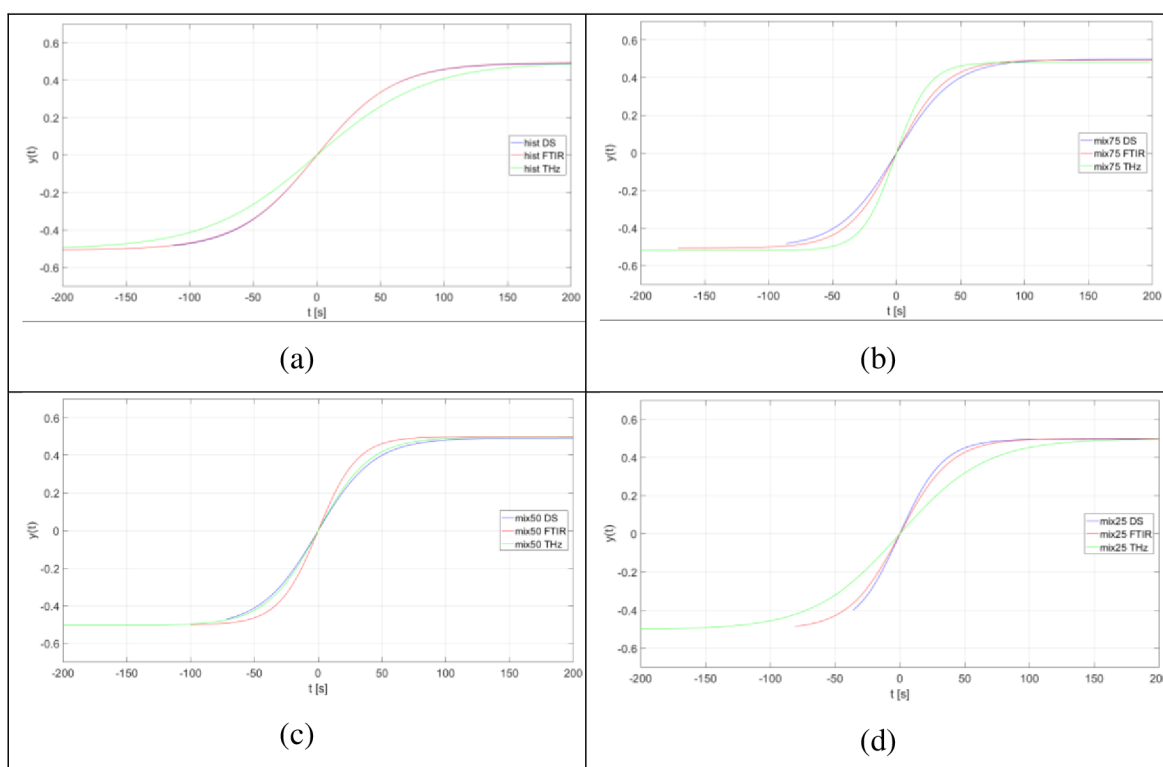 0.6
0.4
0.2
0
-0.2
-0.4
-0.6
y(t)
-200 -150 -100 -50 0 50 100 150 200
t [s]
hist DS
hist FTIR
hist THz
(a)
0.6
0.4
0.2
0
-0.2
-0.4
-0.6
y(t)
-200 -150 -100 -50 0 50 100 150 200
t [s]
mix75 DS
mix75 FTIR
mix75 THz
(b)
0.6
0.4
0.2
0
-0.2
-0.4
-0.6
y(t)
-200 -150 -100 -50 0 50 100 150 200
t [s]
mix50 DS
mix50 FTIR
mix50 THz
(c)
0.6
0.4
0.2
0
-0.2
-0.4
-0.6
y(t)
-200 -150 -100 -50 0 50 100 150 200
t [s]
mix25 DS
mix25 FTIR
mix25 THz
(d)